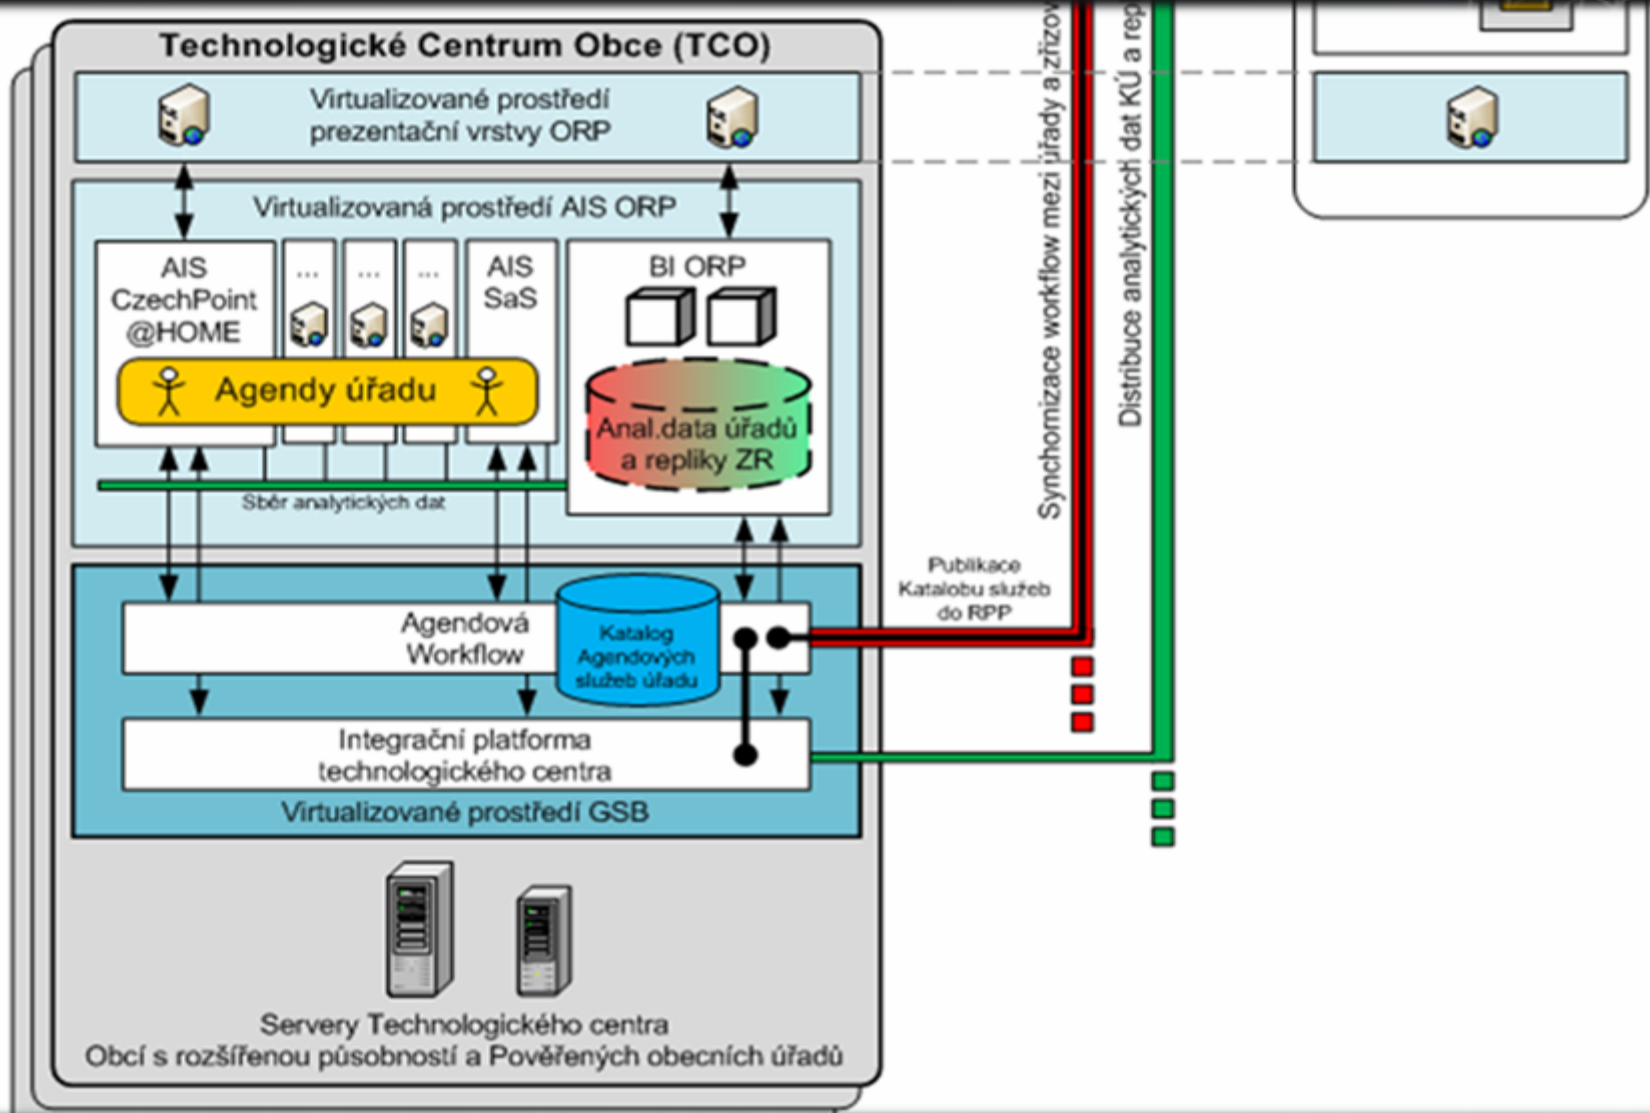 Technologické Centrum Obce (TCO)
Virtualizované prostředí
prezentační vrstvy ORP
Virtualizovaná prostředí AIS ORP
AIS
CzechPoint
@HOME
...
...
...
AIS
SaS
BI ORP
Agendy úřadu
Anal.data úřadů
a repliky ZR
Sběr analytických dat
Agendová
Workflow
Katalog
Agendových
služeb úřadu
Integrační platforma
technologického centra
Virtualizované prostředí GSB
Servery Technologického centra
Obcí s rozšířenou působností a Pověřených obecních úřadů
Publikace
Katalobu služeb
do RPP
Synchornizace workflow mezi úřady a
Distribuce analytických dat KÚ a